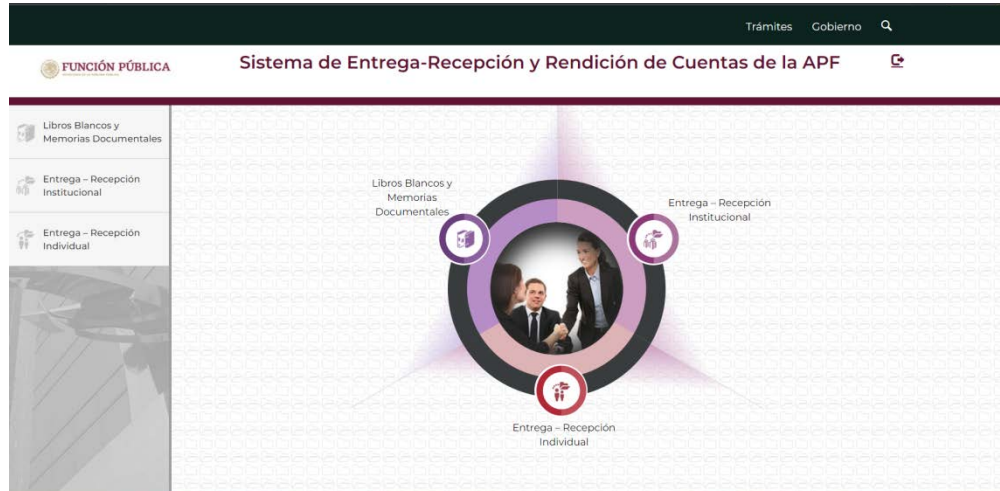 Trámites Gobierno
FUNCIÓN PÚBLICA
Sistema de Entrega-Recepción y Rendición de Cuentas de la APF
Libros Blancos y
Memorias Documentales
Entrega – Recepción
Institucional
Entrega – Recepción
Individual
Libros Blancos y
Memorias
Documentales
Entrega – Recepción
Institucional
Entrega – Recepción
Individual